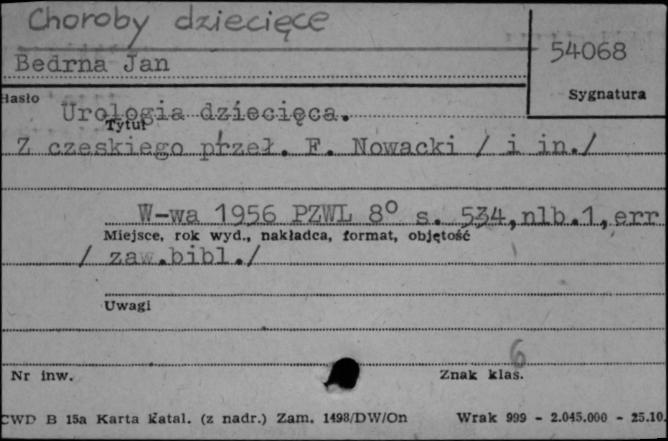 Choroby dziecięce
54068
Bedrna Jan
Sygnatura
Hasło
Urologia dziecięca.
Tytuł
Z czeskiego przeł. F. Nowacki / i in./
W-wa 1956 PZWL 8° s. 534,nlb.1,err
Miejsce, rok wyd., nakładca, format, objętość
/ zaw.bibl./
Uwagi
6
Nr inw.
Znak klas.
CWD B 15a Karta katal. (z nadr.) Zam. 1498/DW/On Wrak 999 - 2.045.000 - 25.10.